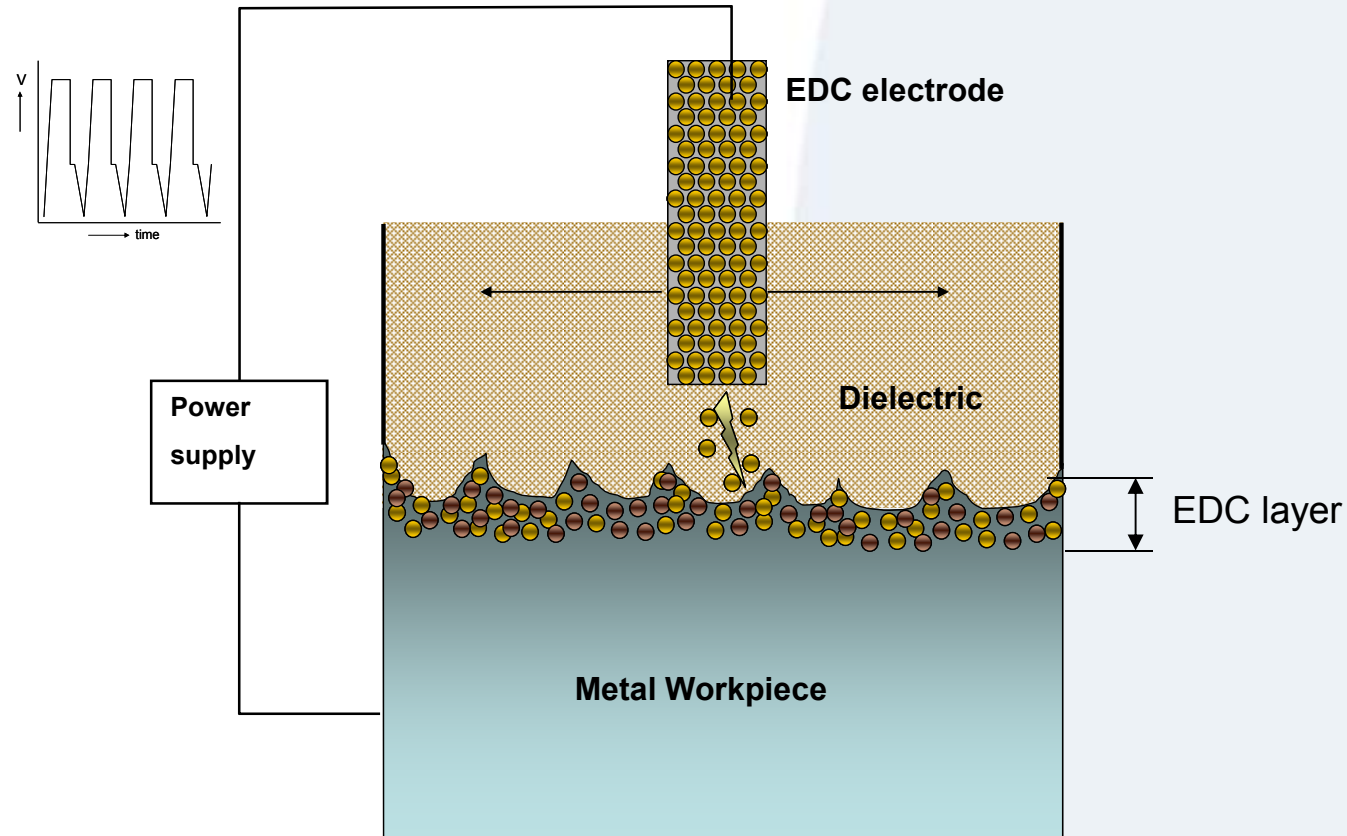 V
time
EDC electrode
Dielectric
Power
supply
EDC layer
Metal Workpiece